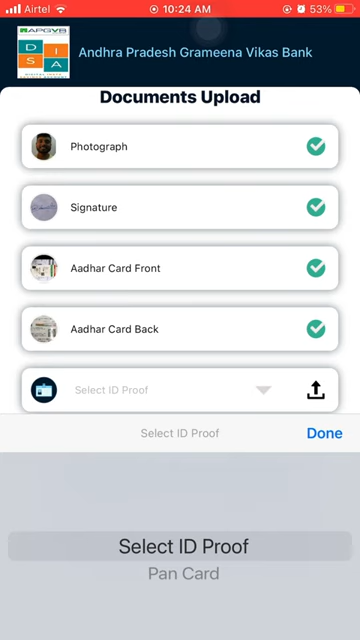 Airtel
10:24 AM
53%
APGVB
DISA
Andhra Pradesh Grameena Vikas Bank
Documents Upload
Photograph
Signature
Aadhar Card Front
Aadhar Card Back
Select ID Proof
Select ID Proof
Done
Select ID Proof
Pan Card